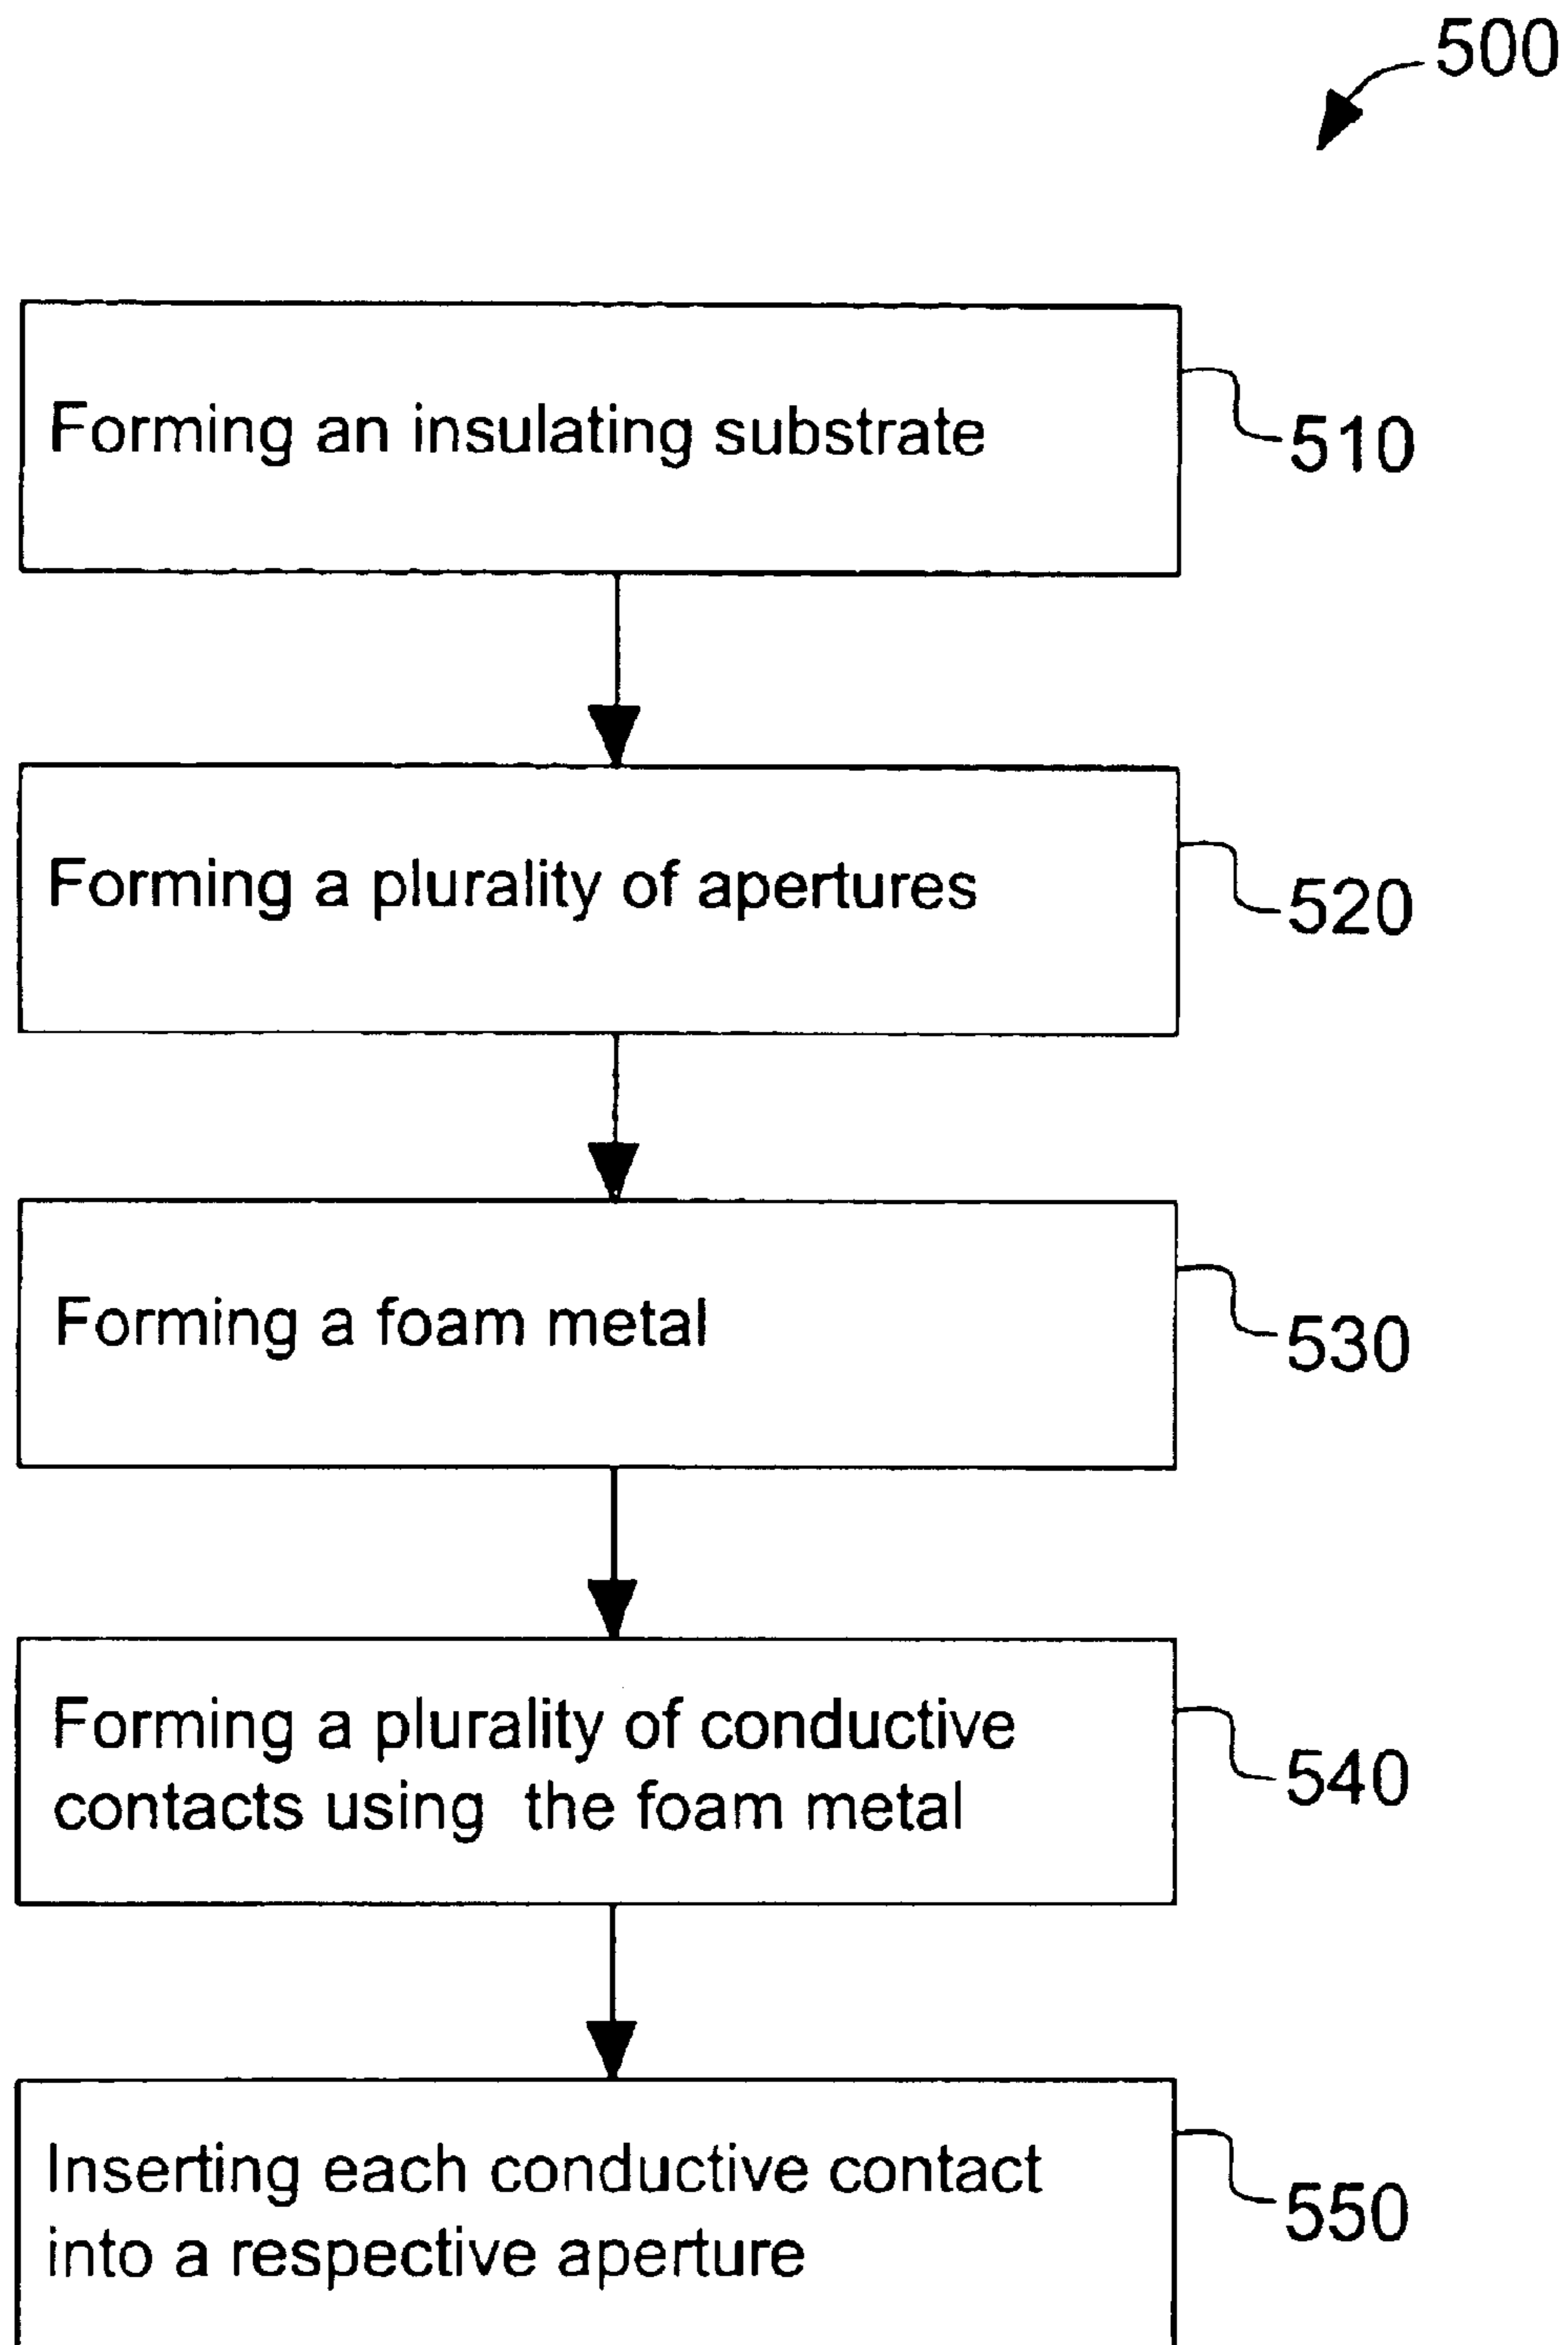 500
Forming an insulating substrate
510
Forming a plurality of apertures
520
Forming a foam metal
530
Forming a plurality of conductive
contacts using the foam metal
540
Inserting each conductive contact
into a respective aperture
550